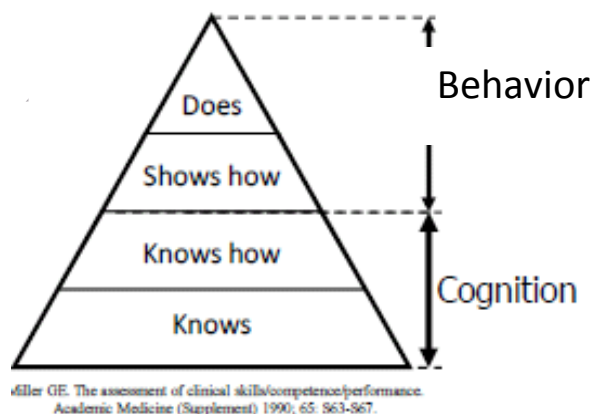 Does
Behavior
Shows how
Knows how
Cognition
Knows
Miller GE. The assessment of clinical skills/competence/performance.
Academic Medicine (Supplement) 1990; 65: S63-S67.